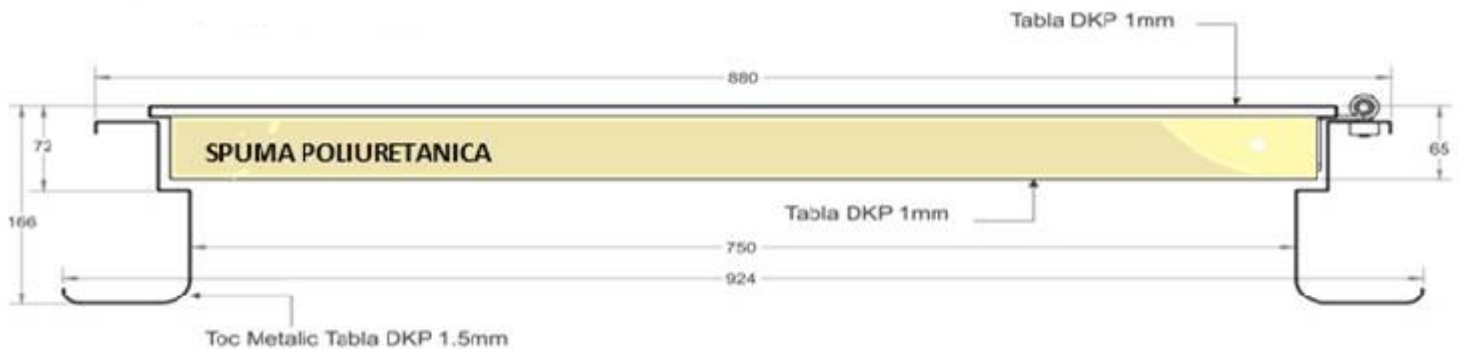 Tabla DKP 1mm
880
72
SPUMA POLIURETANICA
65
166
Tabla DKP 1mm
750
924
Toc Metalic Tabla DKP 1.5mm